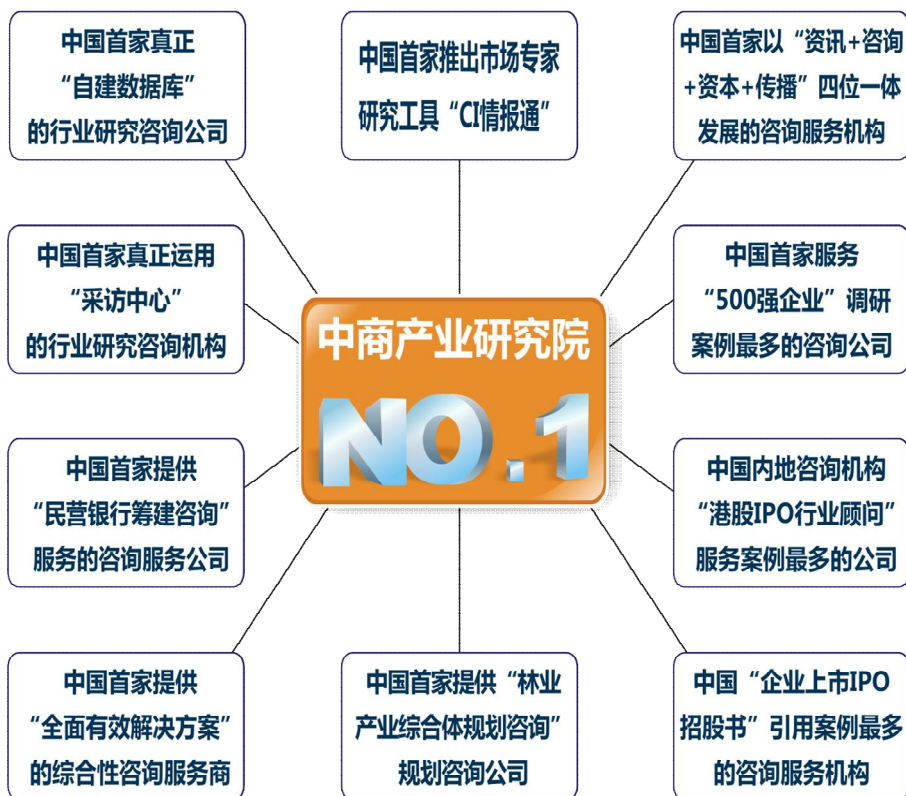 中国首家真正
“自建数据库”
的行业研究咨询公司
中国首家推出市场专家
研究工具“CI情报通”
中国首家以“资讯+咨询
+资本+传播”四位一体
发展的咨询服务机构
中国首家真正运用
“采访中心”
的行业研究咨询机构
中商产业研究院
NO.1
中国首家服务
“500强企业”调研
案例最多的咨询公司
中国首家提供
“民营银行筹建咨询”
服务的咨询服务公司
中国内地咨询机构
“港股IPO行业顾问”
服务案例最多的公司
中国首家提供
“全面有效解决方案”
的综合性咨询服务商
中国首家提供“林业
产业综合体规划咨询”
规划咨询公司
中国“企业上市IPO
招股书”引用案例最多
的咨询服务机构